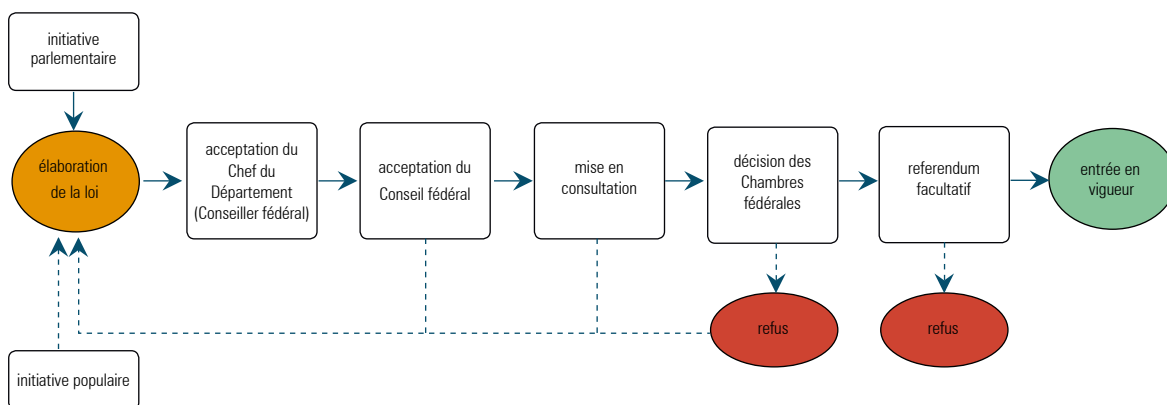 initiative
parlementaire
élaboration
de la loi
acceptation du
Chef du
Département
(Conseiller fédéral)
acceptation du
Conseil fédéral
mise en
consultation
décision des
Chambres
fédérales
referendum
facultatif
entrée en
vigueur
refus
refus
initiative populaire